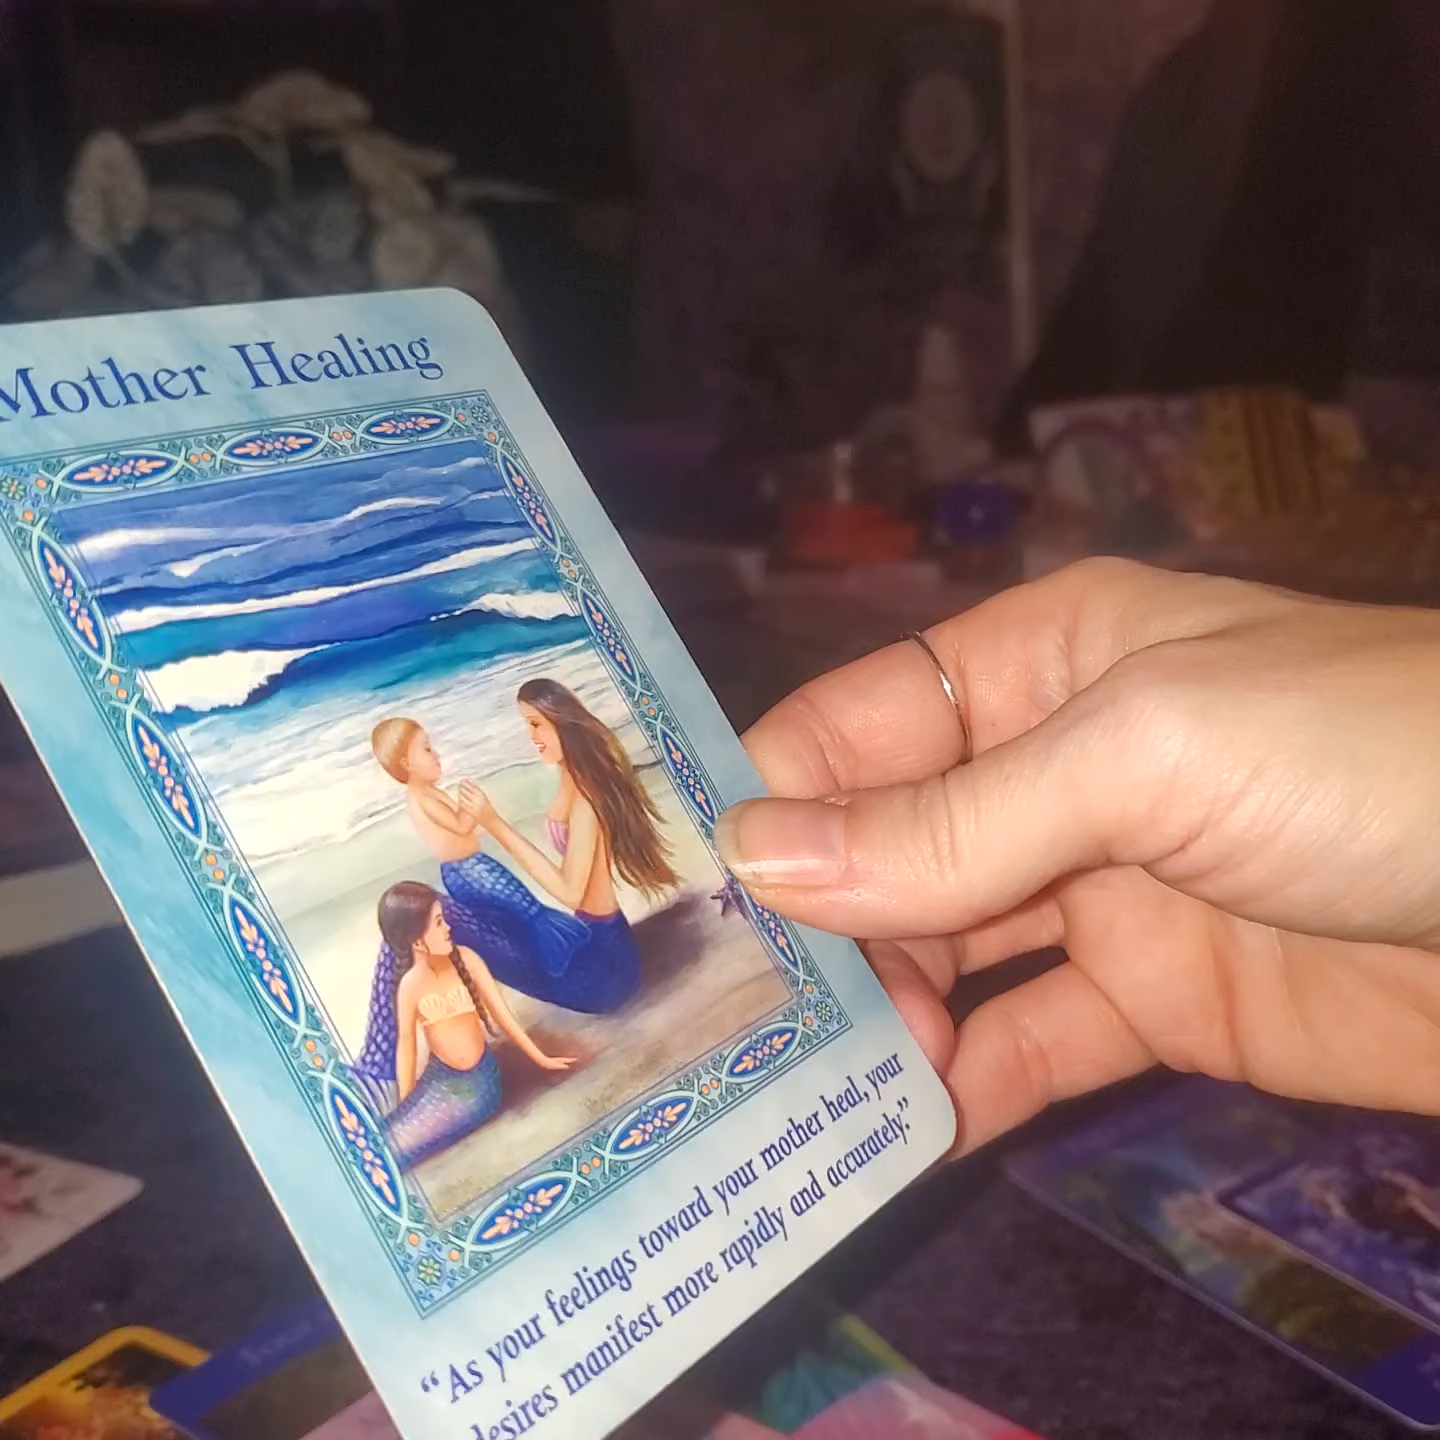 Mother Healing
“As your feelings toward your mother heal, your
desires manifest more rapidly and accurately.”